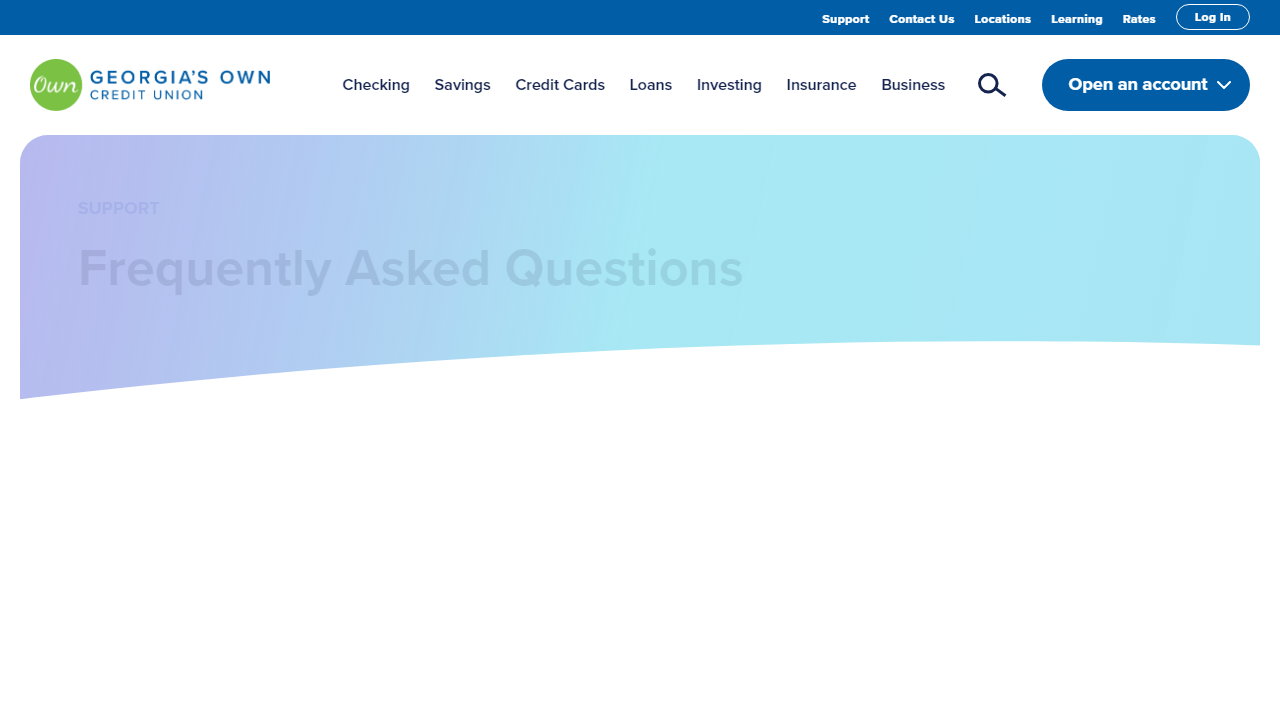 Support Contact Us Locations Learning Rates Log In
Own GEORGIA'S OWN
CREDIT UNION
Checking Savings Credit Cards Loans Investing Insurance Business
Open an account
SUPPORT
Frequently Asked Questions